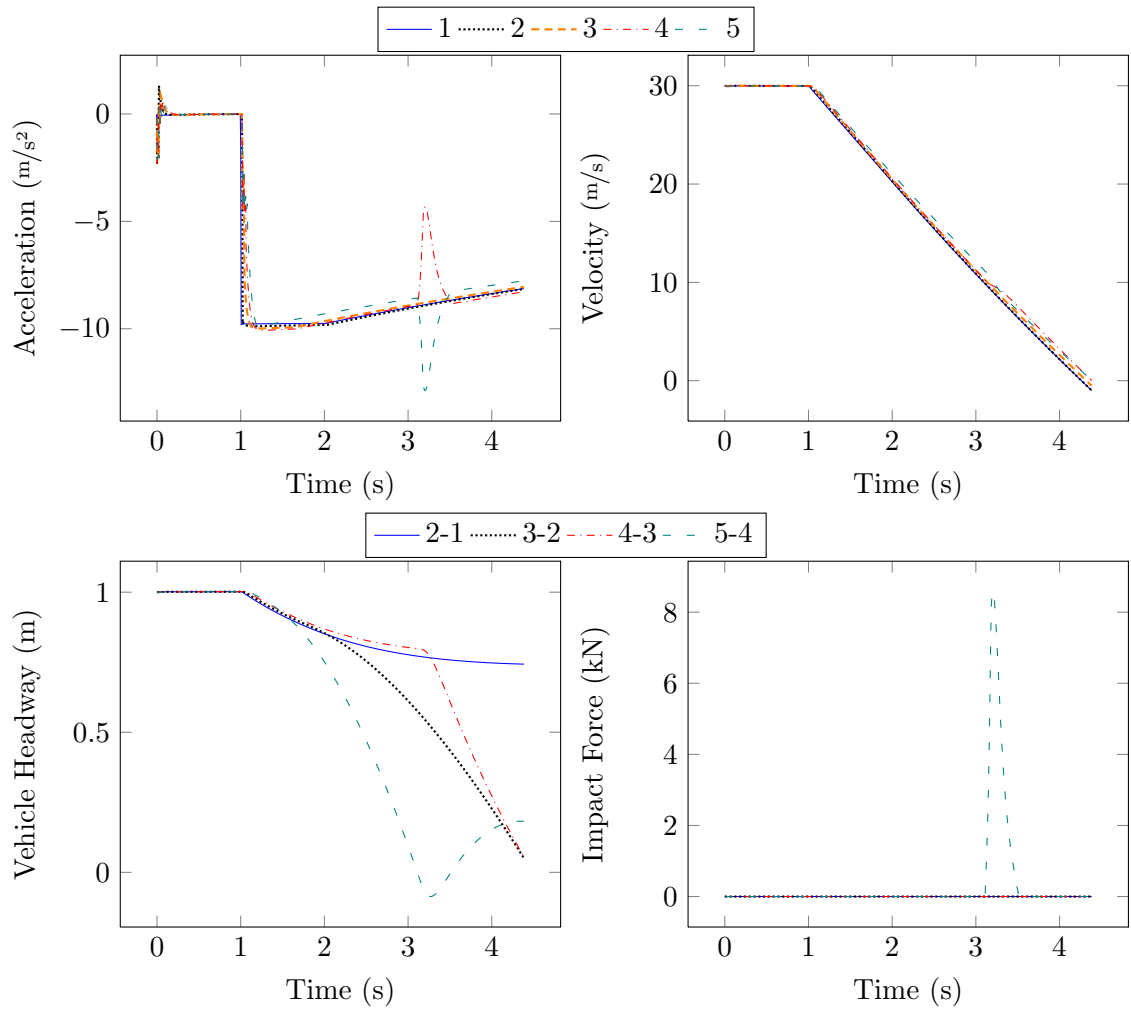 1 2 3 4 5
Acceleration (m/s²)
0
−5
−10
0 1 2 3 4
Time (s)
Velocity (m/s)
30
20
10
0
0 1 2 3 4
Time (s)
2-1 3-2 4-3 5-4
Vehicle Headway (m)
1
0.5
0
0 1 2 3 4
Time (s)
Impact Force (kN)
8
6
4
2
0
0 1 2 3 4
Time (s)